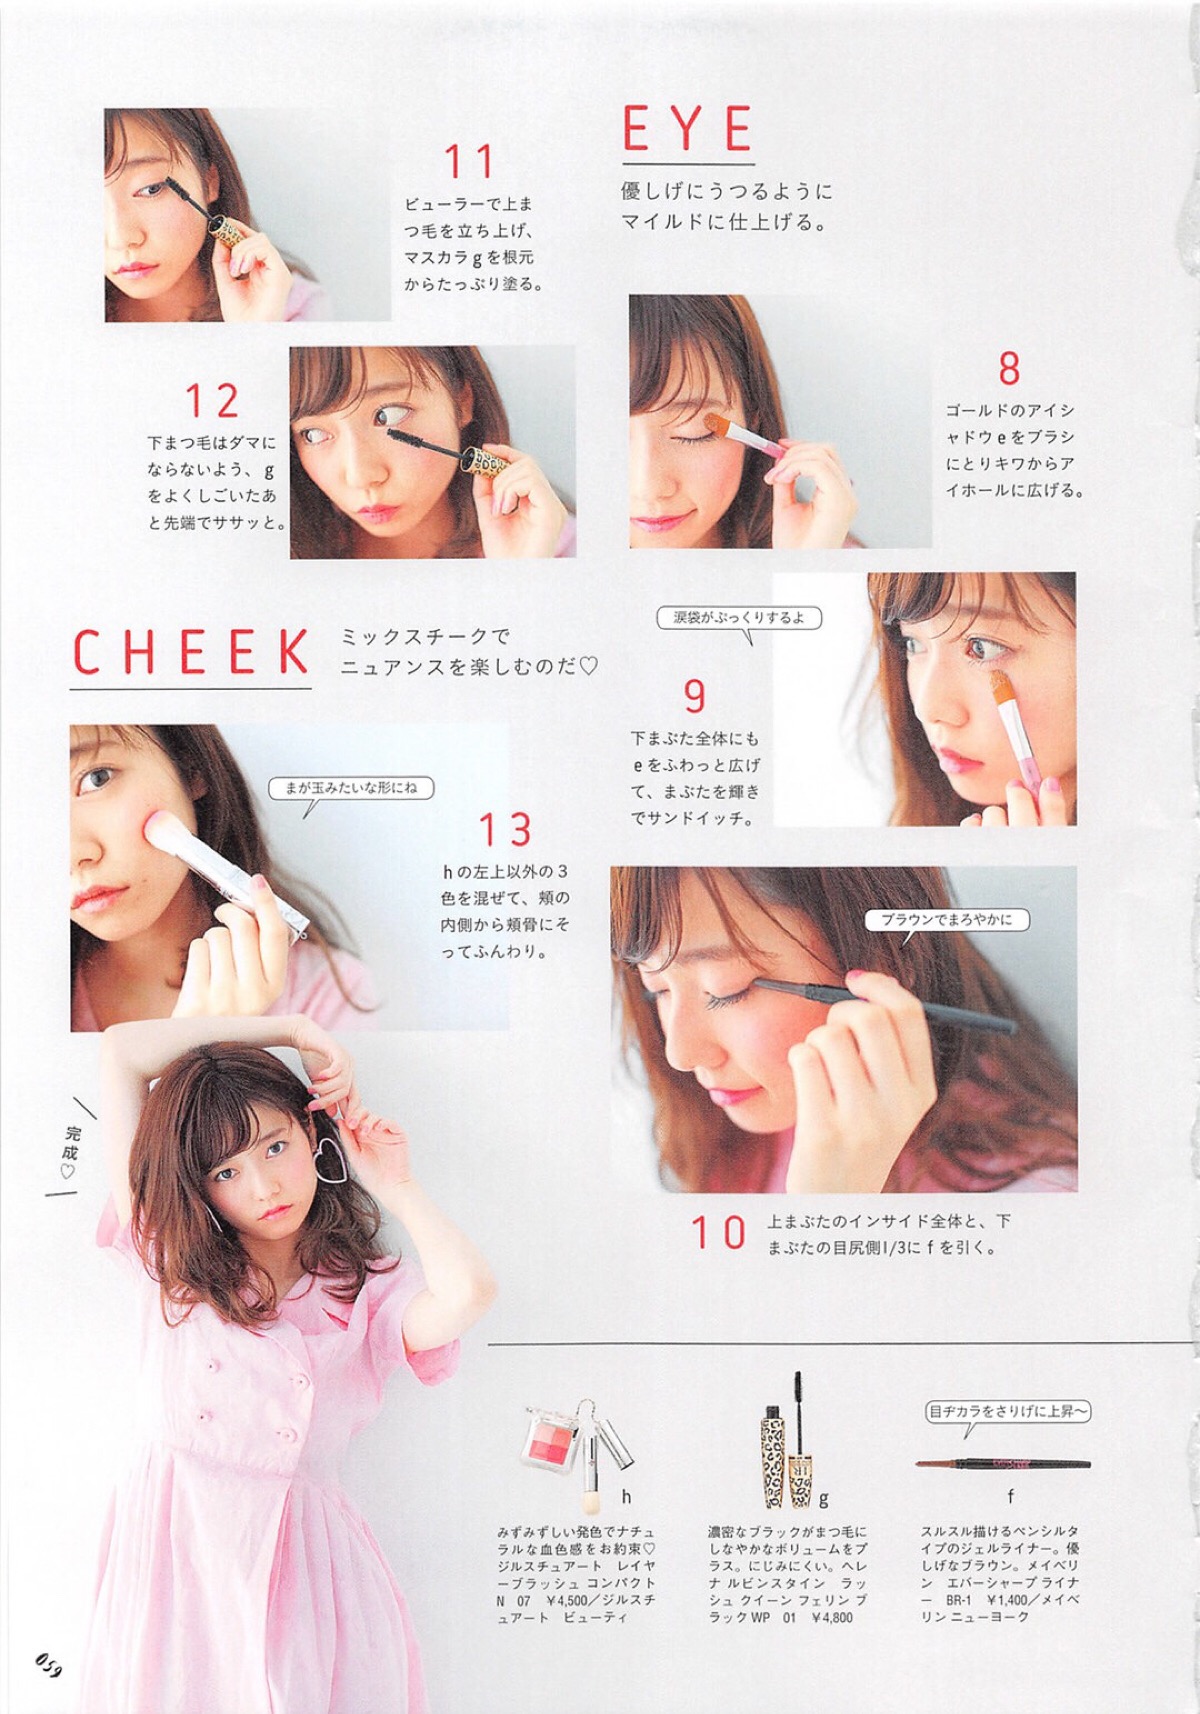 EYE
優しげにうつるように
マイルドに仕上げる。
8
ゴールドのアイシ
ャドウeをブラシ
にとりキワからア
イホールに広げる。
涙袋がぷっくりするよ
9
下まぶた全体にも
eをふわっと広げ
て、まぶたを輝き
でサンドイッチ。
ブラウンでまろやかに
10
上まぶたのインサイド全体と、下
まぶたの目尻側1/3にfを引く。
11
ビューラーで上ま
つ毛を立ち上げ、
マスカラgを根元
からたっぷり塗る。
12
下まつ毛はダマに
ならないよう、g
をよくしごいたあ
と先端でササッと。
CHEEK
ミックスチークで
ニュアンスを楽しむのだ♡
まが玉みたいな形にね
13
hの左上以外の3
色を混ぜて、頬の
内側から頬骨にそ
ってふんわり。
完成♡
h
みずみずしい発色でナチュ
ラルな血色感をお約束♡
ジルスチュアート レイヤ
ーブラッシュ コンパクト
N 07 ¥4,500／ジルスチ
ュアート ビューティ
g
濃密なブラックがまつ毛に
しなやかなボリュームをプ
ラス。にじみにくい。ヘレ
ナ ルビンスタイン ラッ
シュ クイーン フェリン ブ
ラック WP 01 ¥4,800
目ヂカラをさりげに上昇〜
f
スルスル描けるペンシルタ
イプのジェルライナー。優
しげなブラウン。メイベリ
ン エバーシャープ ライナ
ー BR-1 ¥1,400／メイベ
リン ニューヨーク
059